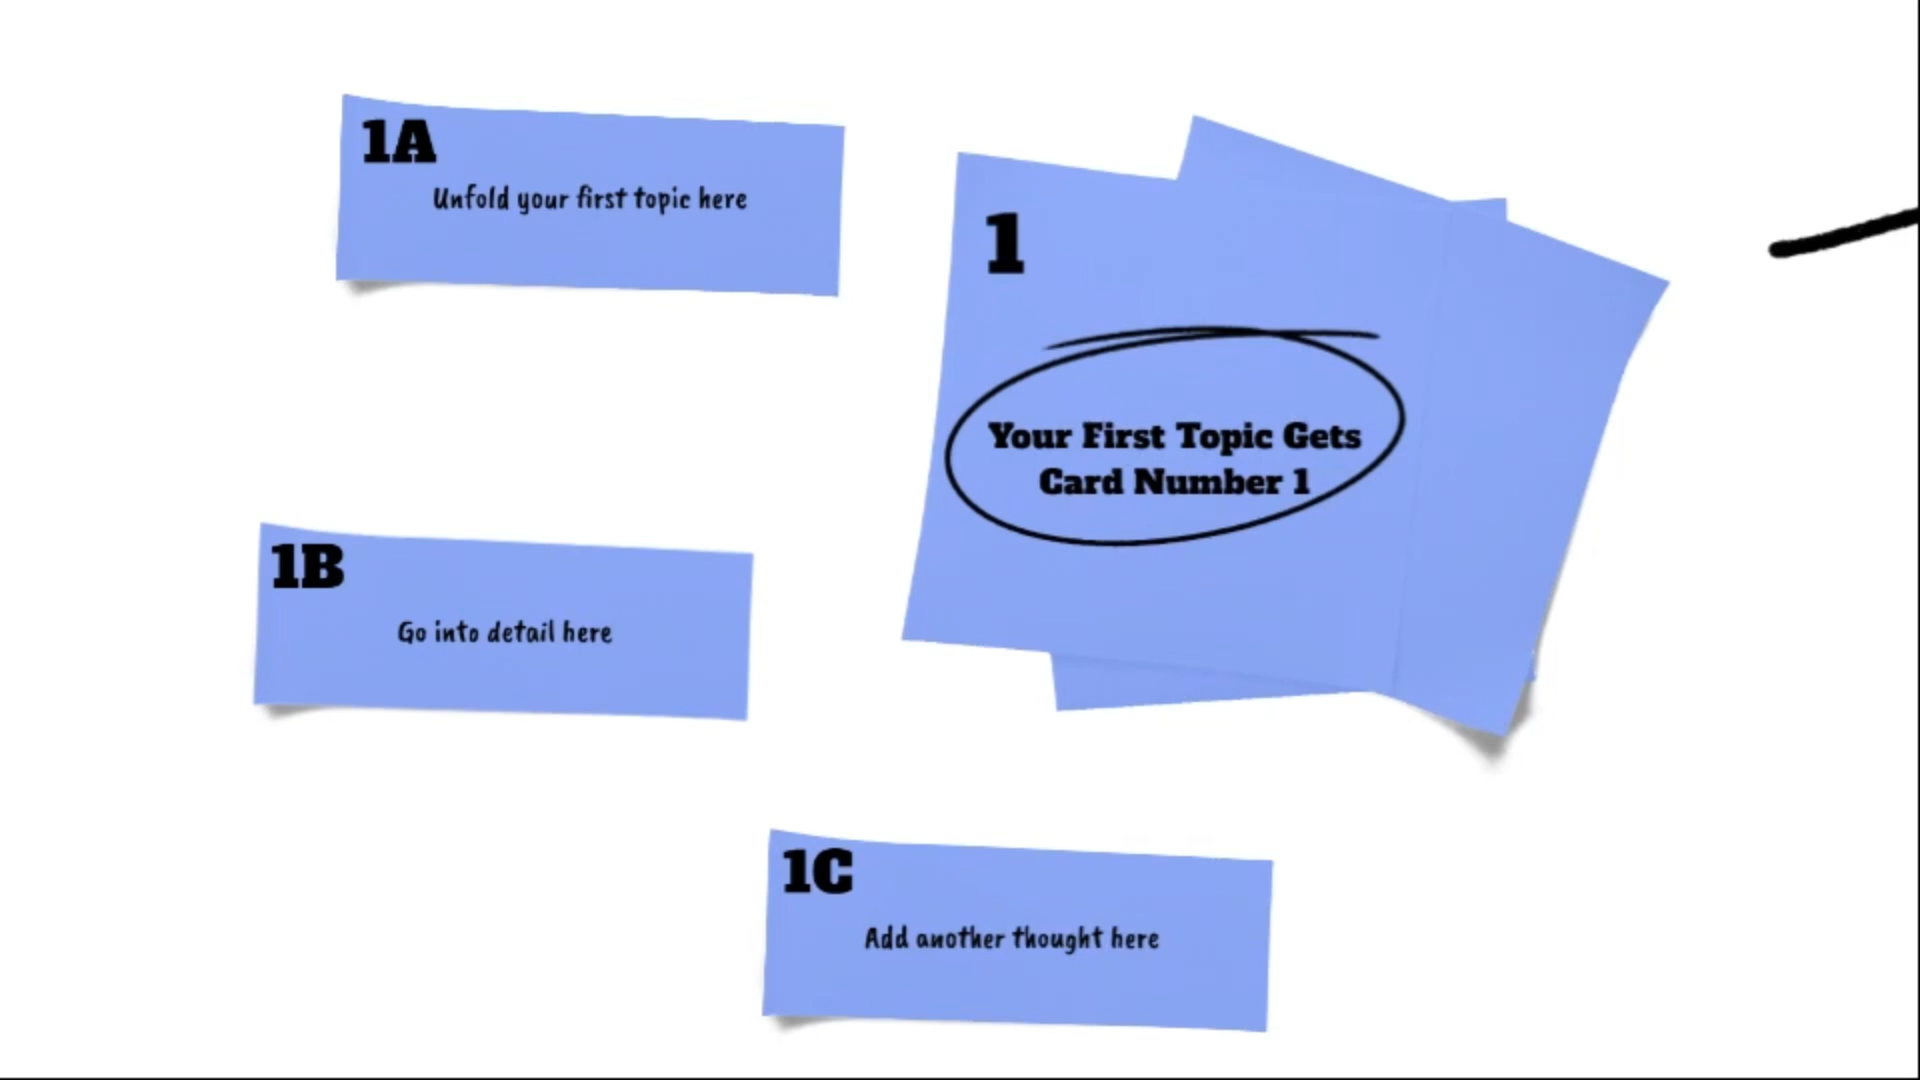 1A
Unfold your first topic here
1
Your First Topic Gets
Card Number 1
1B
Go into detail here
1C
Add another thought here